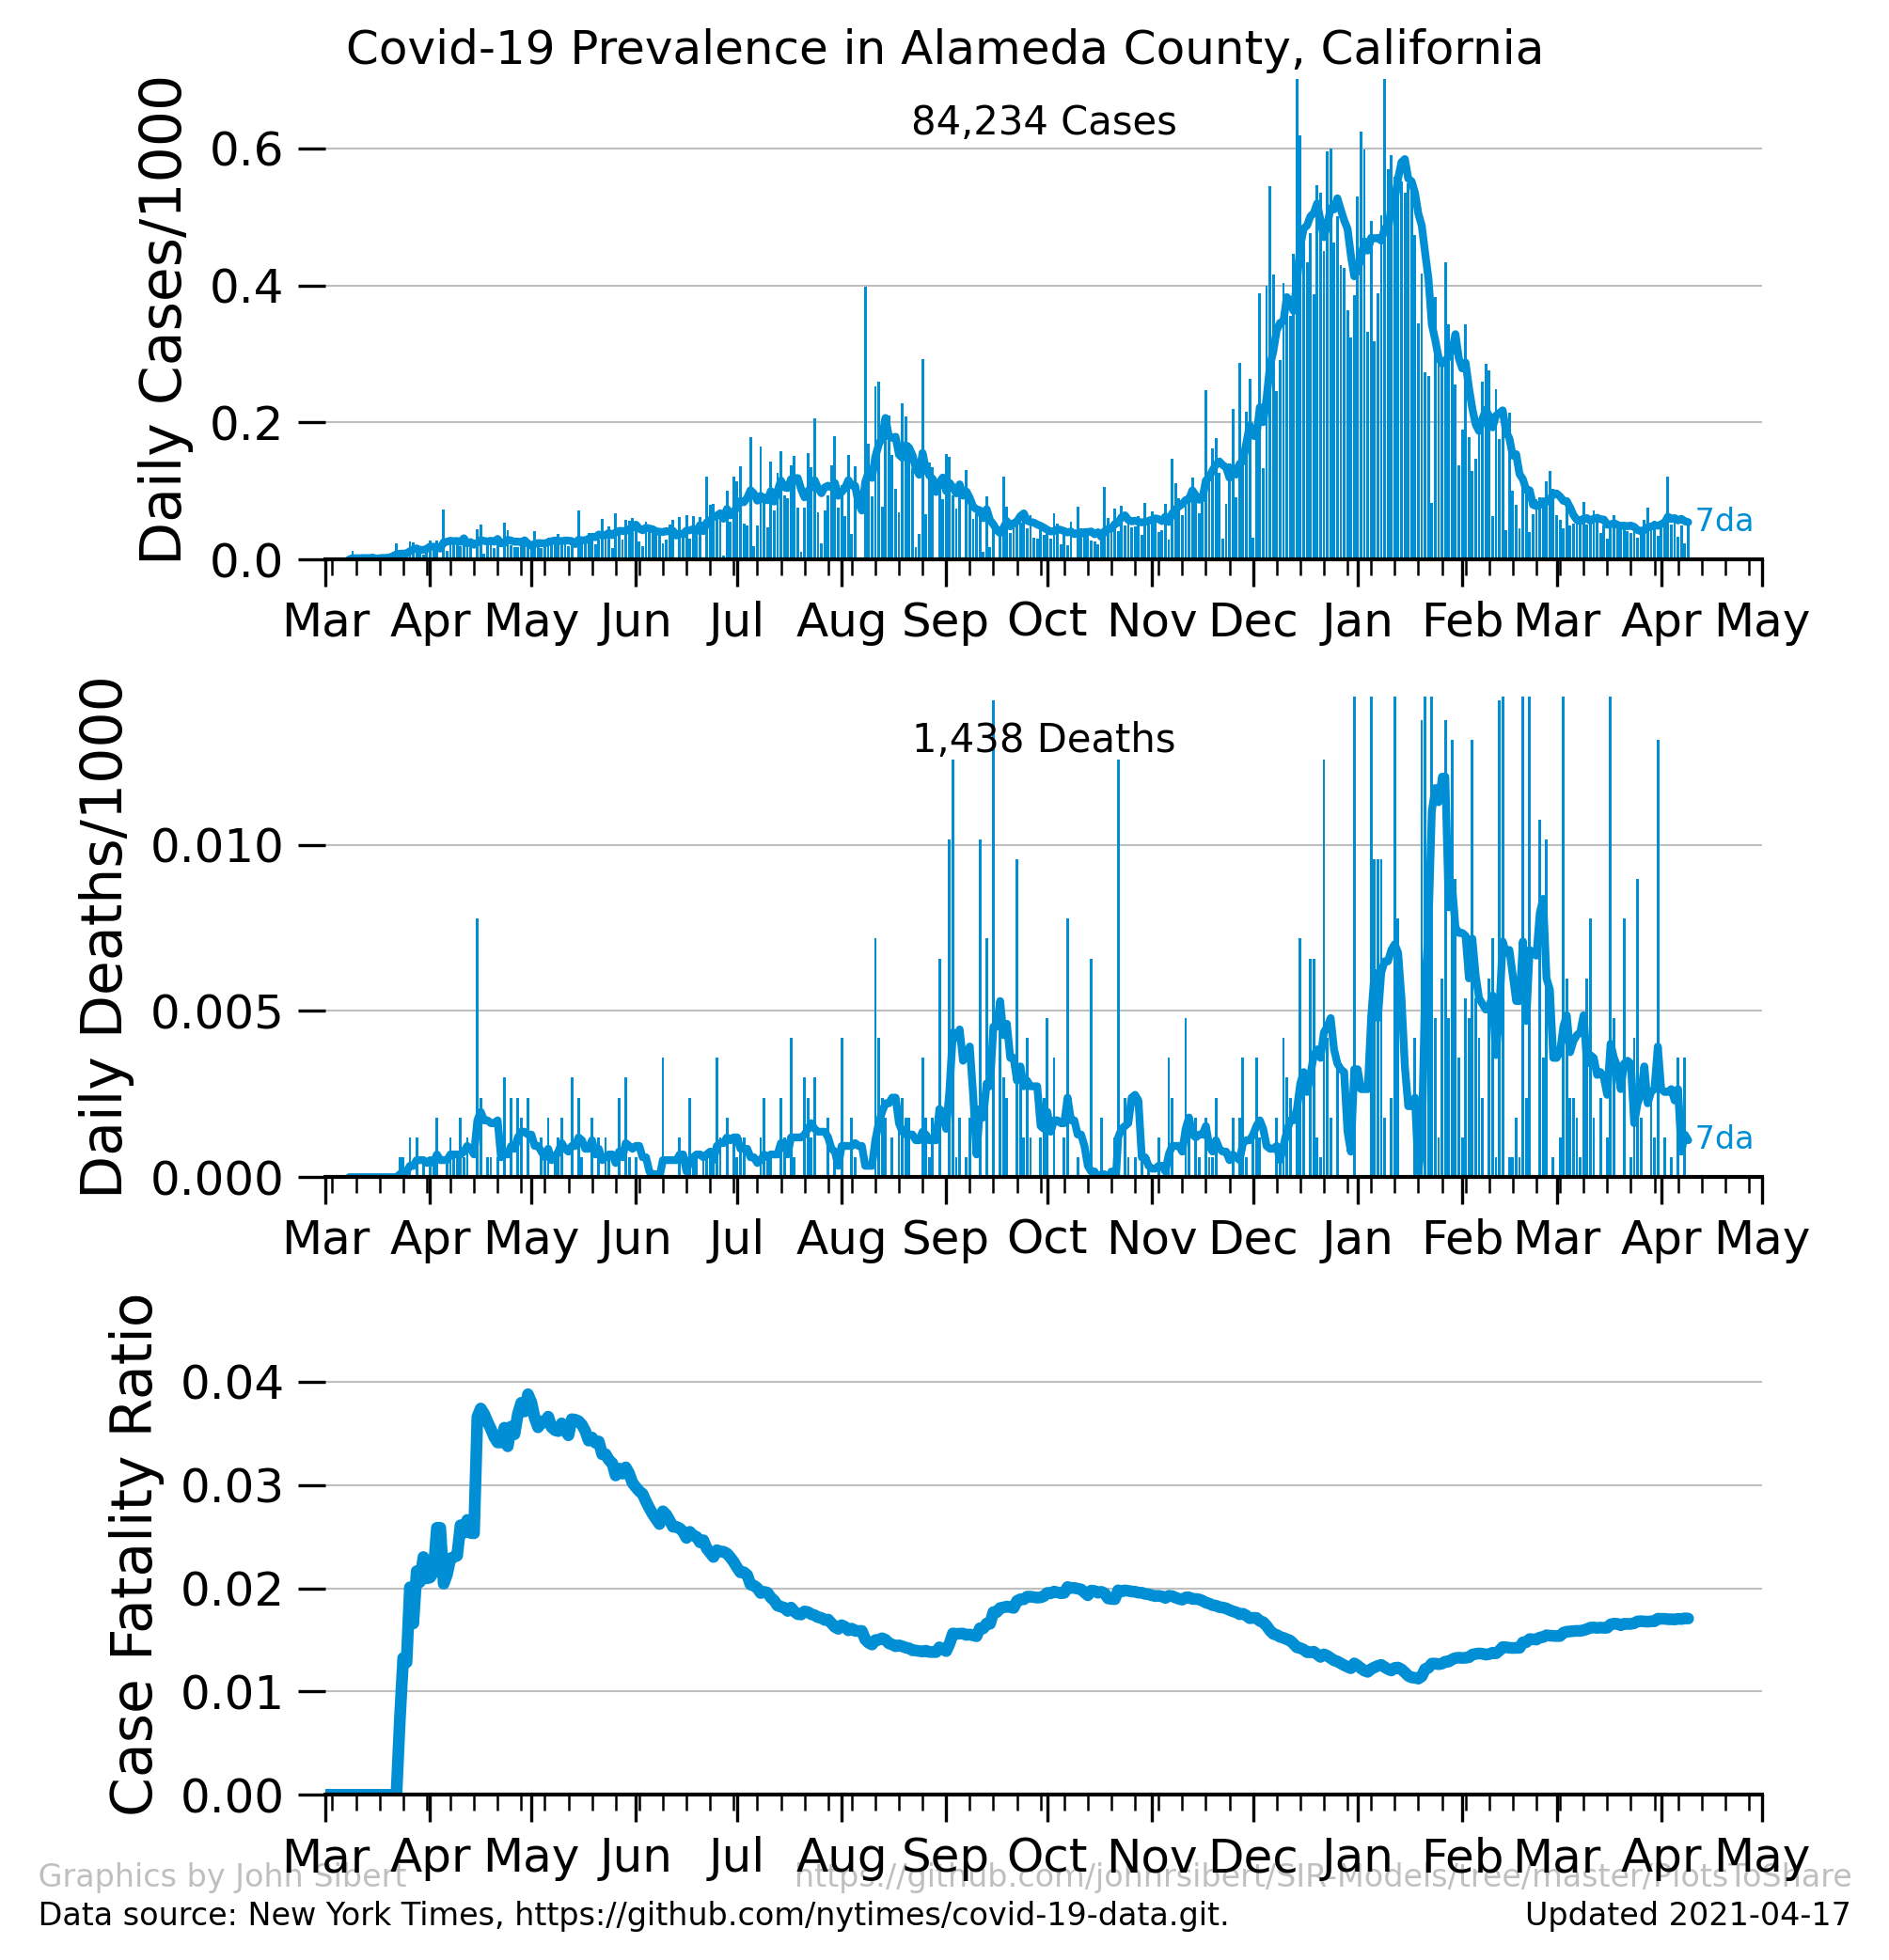 Covid-19 Prevalence in Alameda County, California
84,234 Cases
Daily Cases/1000
0.6
0.4
0.2
0.0
7da
Mar Apr May Jun Jul Aug Sep Oct Nov Dec Jan Feb Mar Apr May
1,438 Deaths
Daily Deaths/1000
0.010
0.005
0.000
7da
Mar Apr May Jun Jul Aug Sep Oct Nov Dec Jan Feb Mar Apr May
Case Fatality Ratio
0.04
0.03
0.02
0.01
0.00
Mar Apr May Jun Jul Aug Sep Oct Nov Dec Jan Feb Mar Apr May
Graphics by John Sibert https://github.com/johnrsibert/SIR-Models/tree/master/PlotsToShare
Data source: New York Times, https://github.com/nytimes/covid-19-data.git. Updated 2021-04-17